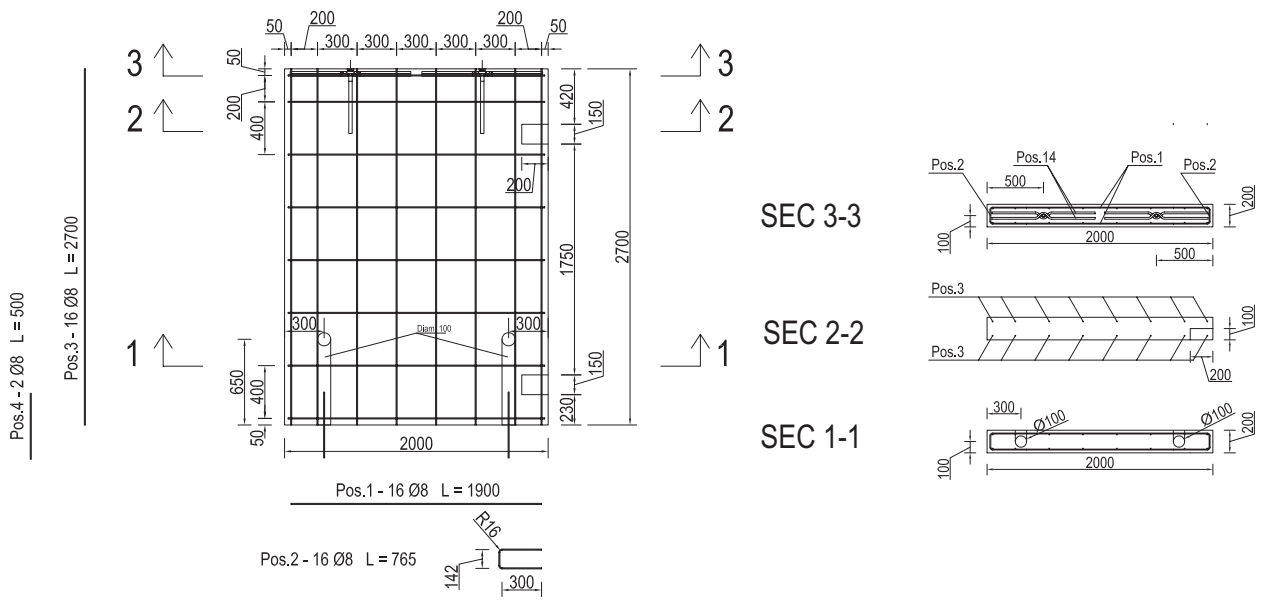 50
200
300
300
300
300
300
200
50
3
2
1
3
2
1
50
200
400
420
150
200
1750
2700
300
Diam. 100
300
650
400
50
150
230
2000
Pos.4 - 2 Ø8 L = 500
Pos.3 - 16 Ø8 L = 27700
Pos.1 - 16 Ø8 L = 1900
Pos.2 - 16 Ø8 L = 765
R16
142
300
SEC 3-3
Pos.2
Pos.14
Pos.1
Pos.2
500
200
100
2000
500
SEC 2-2
Pos.3
Pos.3
100
200
SEC 1-1
300
Ø100
Ø100
200
100
2000